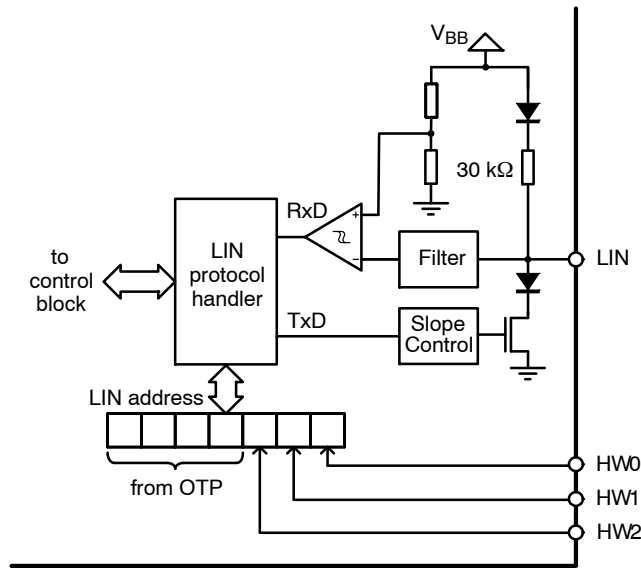 VBB
30 kΩ
RxD
+
−
LIN
protocol
handler
to
control
block
Filter
LIN
TxD
Slope
Control
LIN address
from OTP
HW0
HW1
HW2